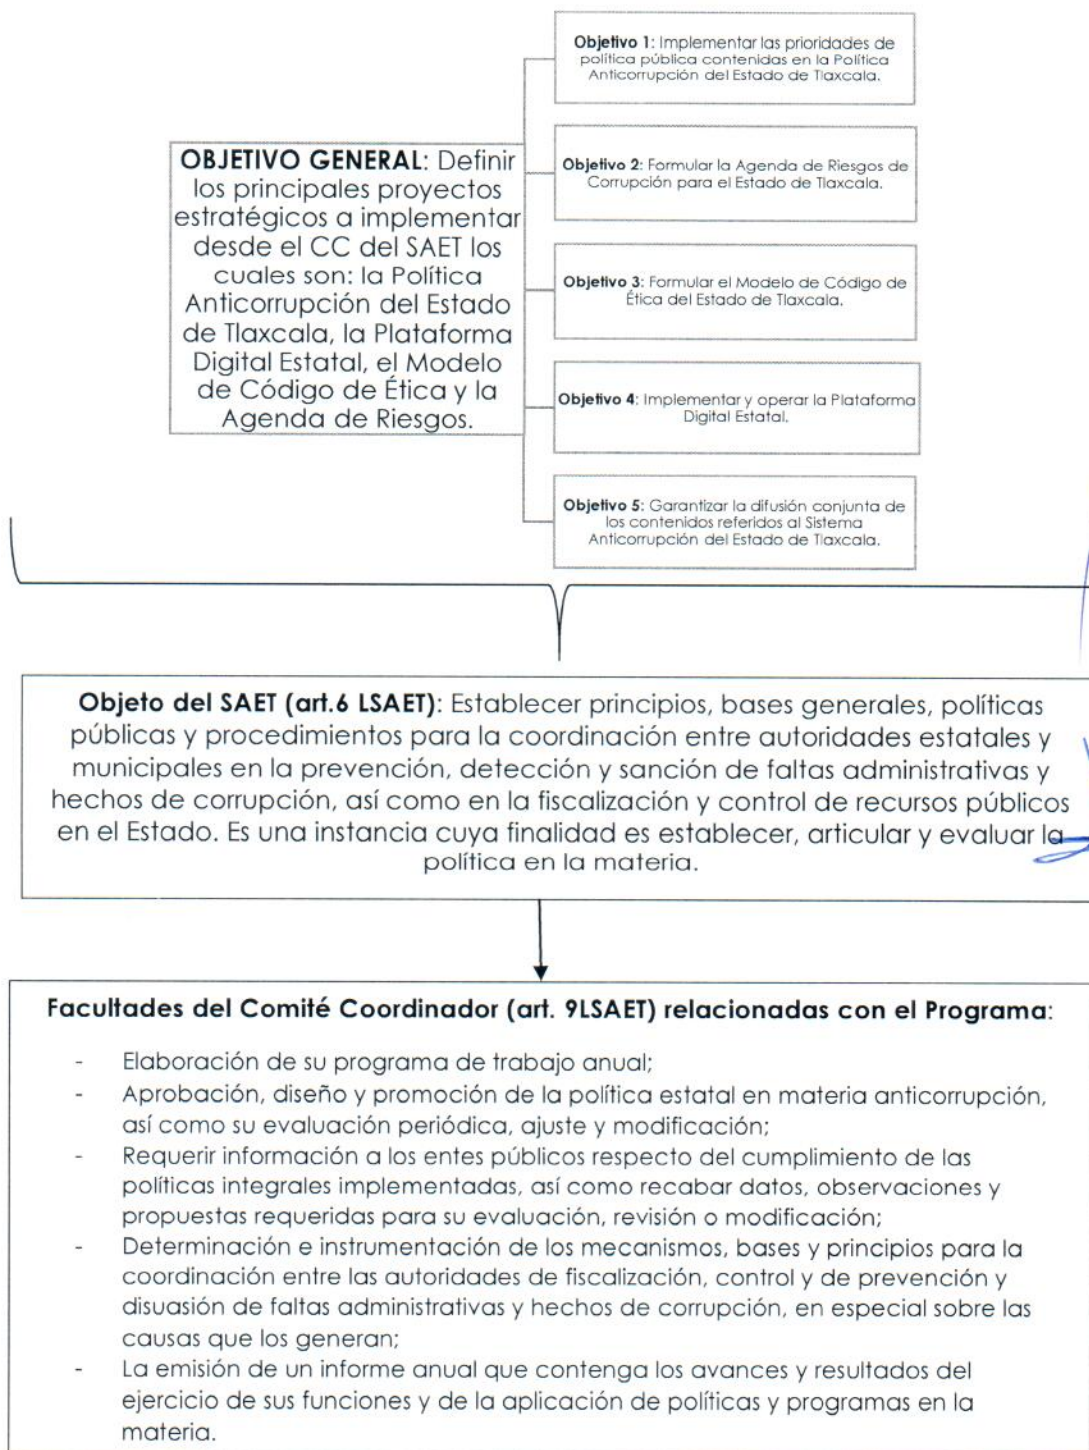 OBJETIVO GENERAL: Definir
los principales proyectos
estratégicos a implementar
desde el CC del SAET los
cuales son: la Política
Anticorrupción del Estado
de Tlaxcala, la Plataforma
Digital Estatal, el Modelo
de Código de Ética y la
Agenda de Riesgos.
Objetivo 1: Implementar las prioridades de
política pública contenidas en la Política
Anticorrupción del Estado de Tlaxcala.
Objetivo 2: Formular la Agenda de Riesgos de
Corrupción para el Estado de Tlaxcala.
Objetivo 3: Formular el Modelo de Código de
Ética del Estado de Tlaxcala.
Objetivo 4: Implementar y operar la Plataforma
Digital Estatal.
Objetivo 5: Garantizar la difusión conjunta de
los contenidos referidos al Sistema
Anticorrupción del Estado de Tlaxcala.
Objeto del SAET (art.6 LSAET): Establecer principios, bases generales, políticas
públicas y procedimientos para la coordinación entre autoridades estatales y
municipales en la prevención, detección y sanción de faltas administrativas y
hechos de corrupción, así como en la fiscalización y control de recursos públicos
en el Estado. Es una instancia cuya finalidad es establecer, articular y evaluar la
política en la materia.
Facultades del Comité Coordinador (art. 9LSAET) relacionadas con el Programa:
- Elaboración de su programa de trabajo anual;
- Aprobación, diseño y promoción de la política estatal en materia anticorrupción,
así como su evaluación periódica, ajuste y modificación;
- Requerir información a los entes públicos respecto del cumplimiento de las
políticas integrales implementadas, así como recabar datos, observaciones y
propuestas requeridas para su evaluación, revisión o modificación;
- Determinación e instrumentación de los mecanismos, bases y principios para la
coordinación entre las autoridades de fiscalización, control y de prevención y
disuasión de faltas administrativas y hechos de corrupción, en especial sobre las
causas que los generan;
- La emisión de un informe anual que contenga los avances y resultados del
ejercicio de sus funciones y de la aplicación de políticas y programas en la
materia.